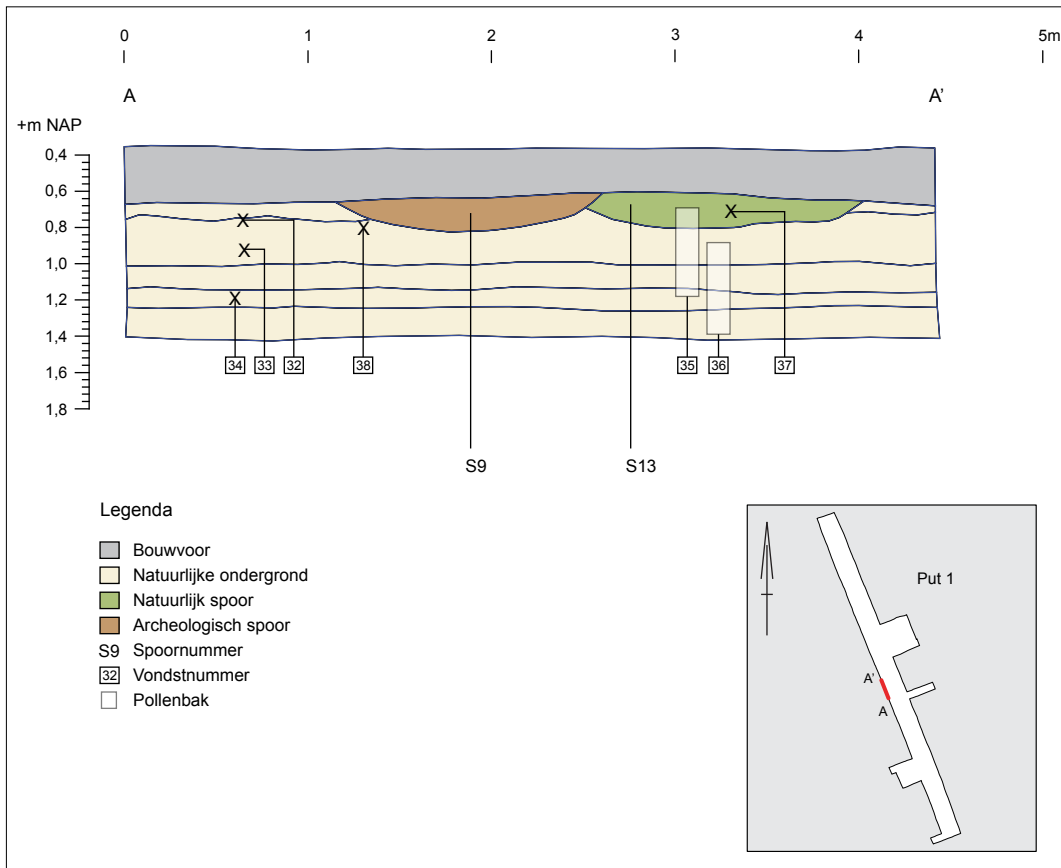 0 1 2 3 4 5m
A A'
+m NAP
0,4
0,6
0,8
1,0
1,2
1,4
1,6
1,8
X X X X X
34 33 32 38 35 36 37
S9 S13
Legenda
Bouwvoor
Natuurlijke ondergrond
Natuurlijk spoor
Archeologisch spoor
S9 Spoornummer
32 Vondstnummer
Pollenbak
Put 1
A'
A